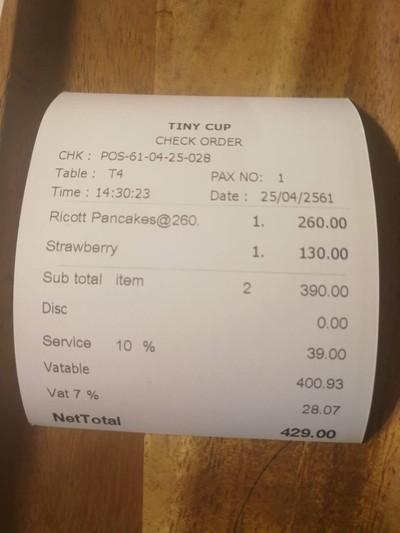 TINY CUP
CHECK ORDER
CHK : POS-61-04-25-028
Table : T4 PAX NO: 1
Time : 14:30:23 Date : 25/04/2561
Ricott Pancakes@260. 1. 260.00
Strawberry 1. 130.00
Sub total item 2 390.00
Disc 0.00
Service 10 % 39.00
Vatable 400.93
Vat 7 % 28.07
NetTotal 429.00